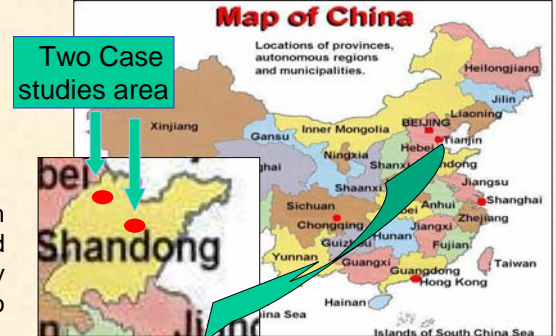 Map of China
Two Case
studies area
Locations of provinces,
autonomous regions
and municipalities.
Heilongjiang
Jilin
Liaoning
BEIJING
Tianjin
Xinjiang
Gansu
Inner Mongolia
Hebei
Ningxia
Shanxi
Shaanxi
Jiangsu
Shanghai
Anhui
Sichuan
Chongqing
Zhejiang
Hunan
Jiangxi
Yunnan
Fujian
Guangxi
Guangdong
Taiwan
Hong Kong
Hainan
Islands of South China Sea
Shandong